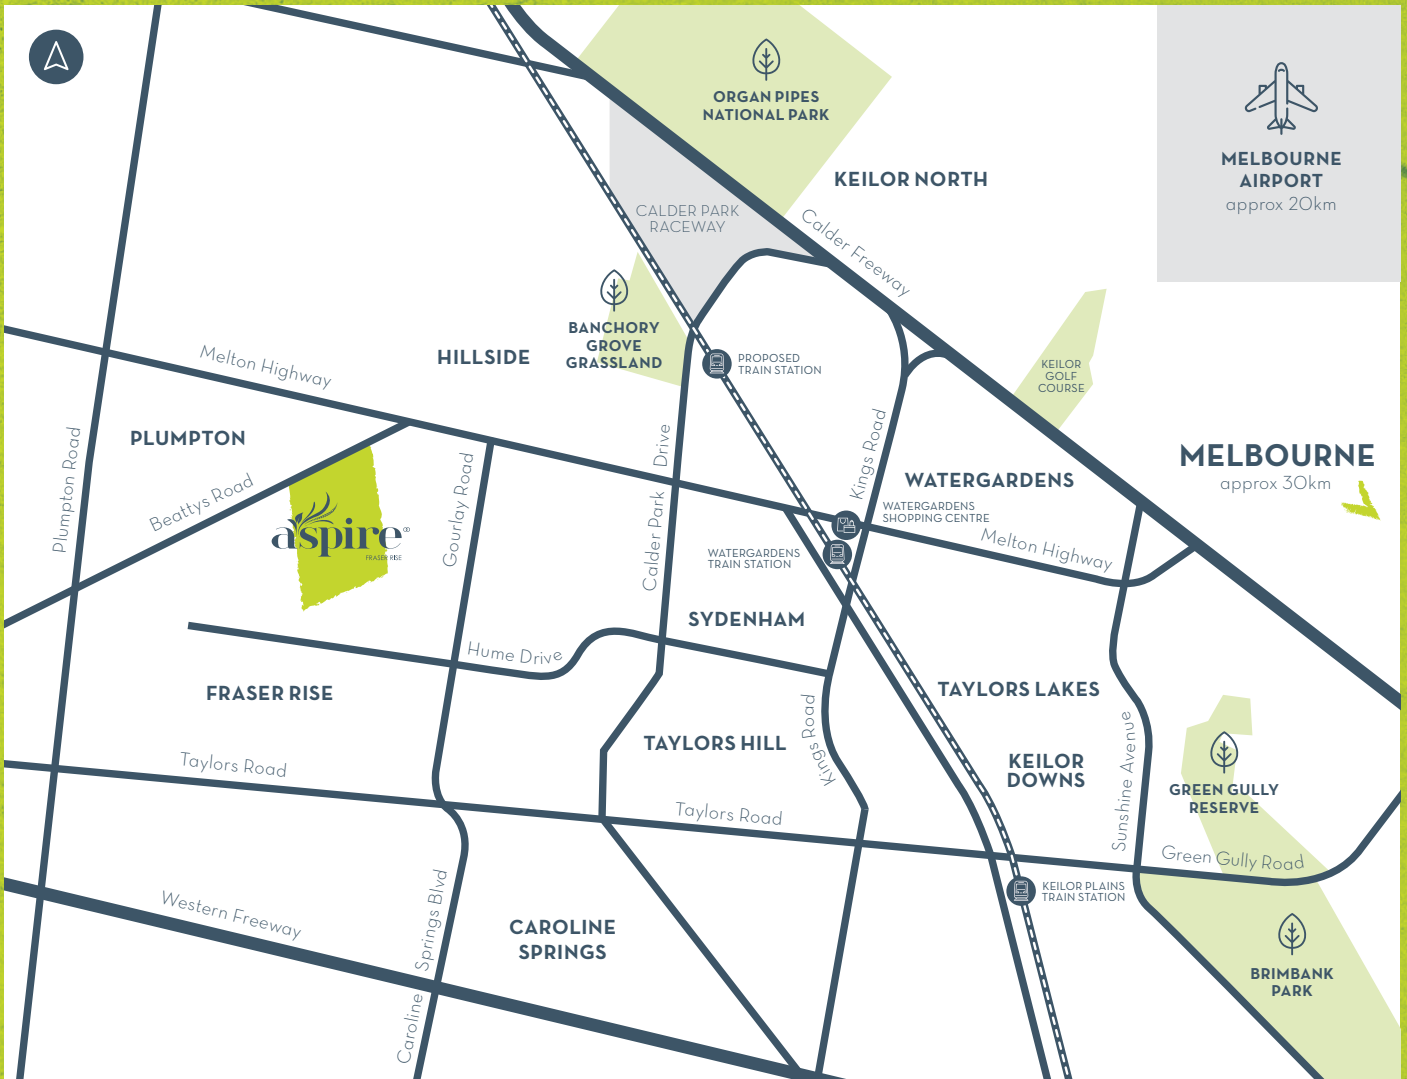 ORGAN PIPES
NATIONAL PARK
MELBOURNE
AIRPORT
approx 20km
KEILOR NORTH
CALDER PARK
RACEWAY
Calder Freeway
BANCHORY
GROVE
GRASSLAND
HILLSIDE
Melton Highway
PROPOSED
TRAIN STATION
KEILOR
GOLF
COURSE
PLUMPTON
Plumpton Road
Beattys Road
aspire
FRASER RISE
Gourlay Road
Calder Park Drive
Kings Road
WATERGARDENS
WATERGARDENS
SHOPPING CENTRE
MELBOURNE
approx 30km
Melton Highway
WATERGARDENS
TRAIN STATION
SYDENHAM
Hume Drive
FRASER RISE
TAYLORS LAKES
TAYLORS HILL
Kings Road
KEILOR
DOWNS
Sunshine Avenue
GREEN GULLY
RESERVE
Taylors Road
Taylors Road
Green Gully Road
KEILOR PLAINS
TRAIN STATION
Western Freeway
Caroline Springs Blvd
CAROLINE
SPRINGS
BRIMBANK
PARK